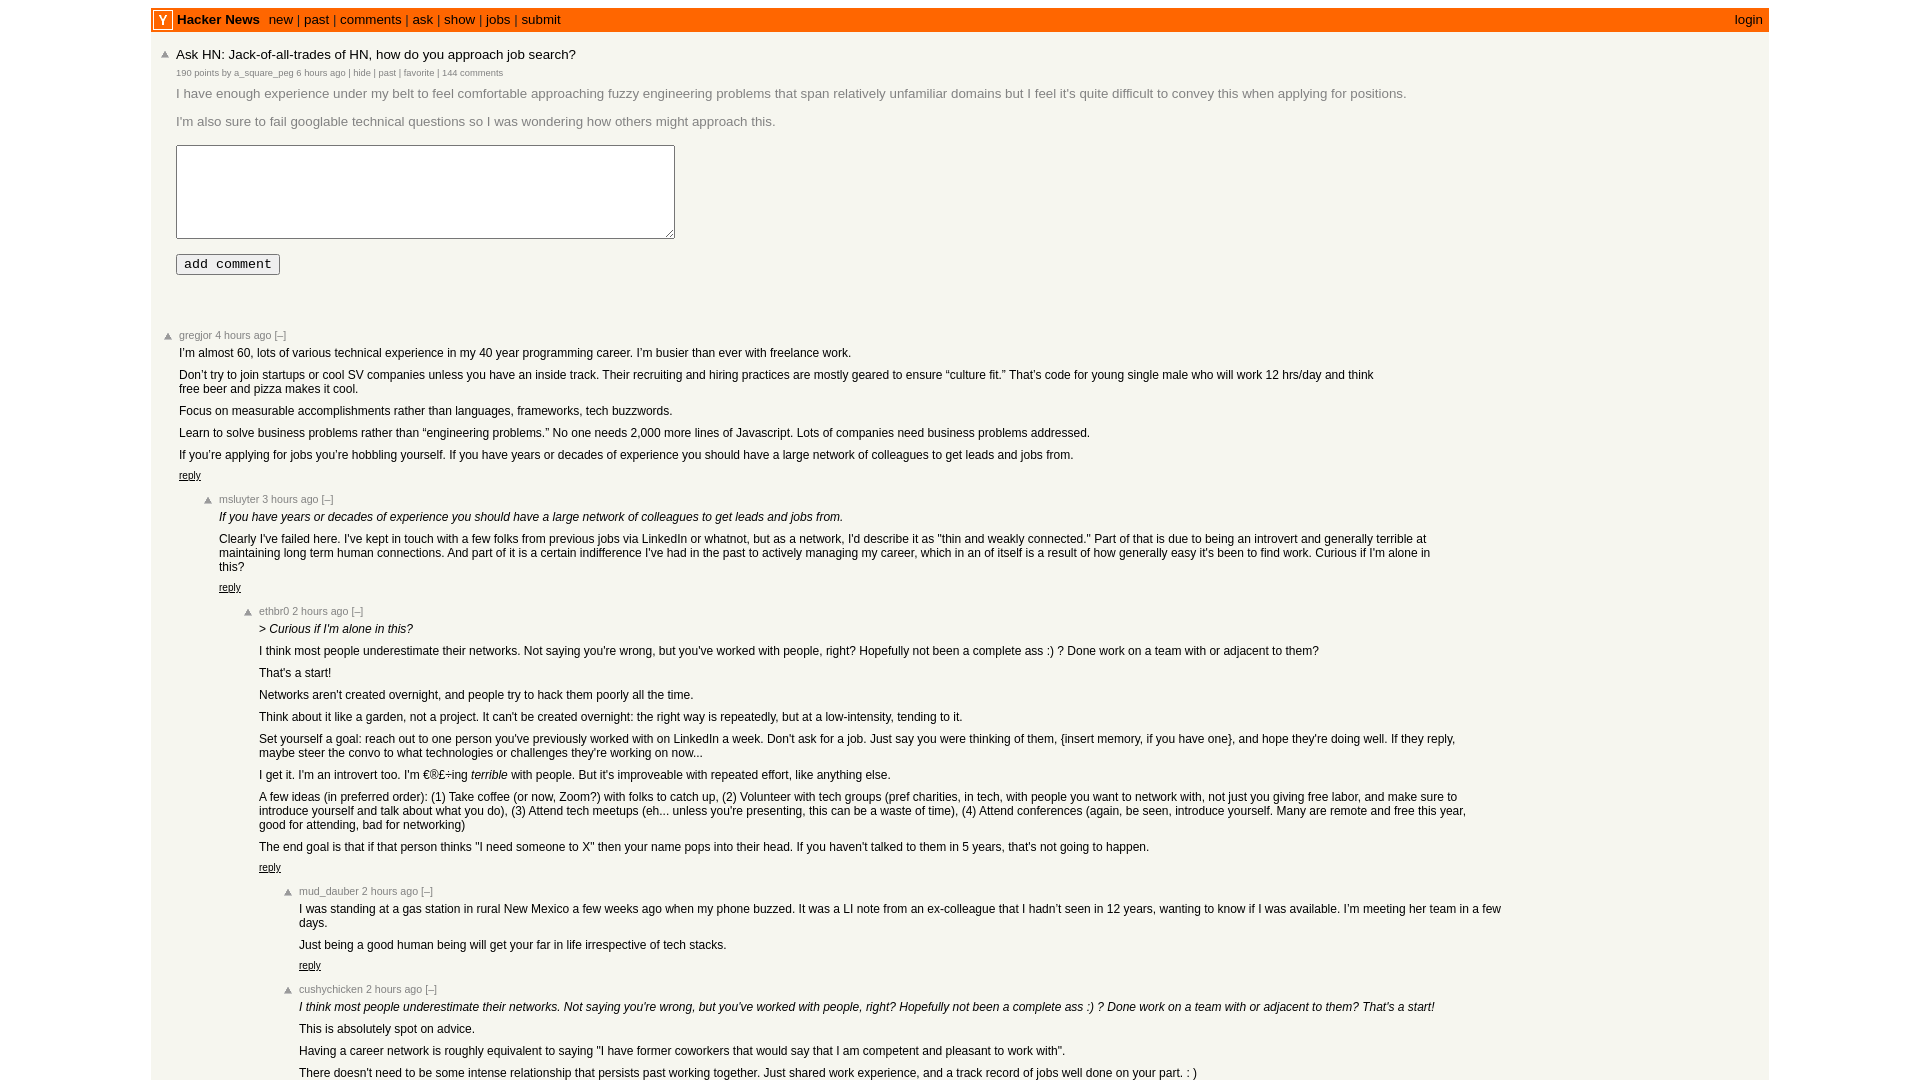 Y Hacker News new | past | comments | ask | show | jobs | submit login
Ask HN: Jack-of-all-trades of HN, how do you approach job search?
190 points by a_square_peg 6 hours ago | hide | past | favorite | 144 comments
I have enough experience under my belt to feel comfortable approaching fuzzy engineering problems that span relatively unfamiliar domains but I feel it's quite difficult to convey this when applying for positions.
I'm also sure to fail googlable technical questions so I was wondering how others might approach this.
add comment
gregjor 4 hours ago [–]
I’m almost 60, lots of various technical experience in my 40 year programming career. I’m busier than ever with freelance work.
Don’t try to join startups or cool SV companies unless you have an inside track. Their recruiting and hiring practices are mostly geared to ensure “culture fit.” That’s code for young single male who will work 12 hrs/day and think
free beer and pizza makes it cool.
Focus on measurable accomplishments rather than languages, frameworks, tech buzzwords.
Learn to solve business problems rather than “engineering problems.” No one needs 2,000 more lines of Javascript. Lots of companies need business problems addressed.
If you’re applying for jobs you’re hobbling yourself. If you have years or decades of experience you should have a large network of colleagues to get leads and jobs from.
reply
msluyter 3 hours ago [–]
If you have years or decades of experience you should have a large network of colleagues to get leads and jobs from.
Clearly I've failed here. I've kept in touch with a few folks from previous jobs via LinkedIn or whatnot, but as a network, I'd describe it as "thin and weakly connected." Part of that is due to being an introvert and generally terrible at
maintaining long term human connections. And part of it is a certain indifference I've had in the past to actively managing my career, which in an of itself is a result of how generally easy it's been to find work. Curious if I'm alone in
this?
reply
ethbr0 2 hours ago [–]
> Curious if I'm alone in this?
I think most people underestimate their networks. Not saying you're wrong, but you've worked with people, right? Hopefully not been a complete ass :) ? Done work on a team with or adjacent to them?
That's a start!
Networks aren't created overnight, and people try to hack them poorly all the time.
Think about it like a garden, not a project. It can't be created overnight: the right way is repeatedly, but at a low-intensity, tending to it.
Set yourself a goal: reach out to one person you've previously worked with on LinkedIn a week. Don't ask for a job. Just say you were thinking of them, {insert memory, if you have one}, and hope they're doing well. If they reply,
maybe steer the convo to what technologies or challenges they're working on now...
I get it. I'm an introvert too. I'm €®£÷ing terrible with people. But it's improveable with repeated effort, like anything else.
A few ideas (in preferred order): (1) Take coffee (or now, Zoom?) with folks to catch up, (2) Volunteer with tech groups (pref charities, in tech, with people you want to network with, not just you giving free labor, and make sure to
introduce yourself and talk about what you do), (3) Attend tech meetups (eh... unless you're presenting, this can be a waste of time), (4) Attend conferences (again, be seen, introduce yourself. Many are remote and free this year,
good for attending, bad for networking)
The end goal is that if that person thinks "I need someone to X" then your name pops into their head. If you haven't talked to them in 5 years, that's not going to happen.
reply
mud_dauber 2 hours ago [–]
I was standing at a gas station in rural New Mexico a few weeks ago when my phone buzzed. It was a LI note from an ex-colleague that I hadn’t seen in 12 years, wanting to know if I was available. I’m meeting her team in a few
days.
Just being a good human being will get your far in life irrespective of tech stacks.
reply
cushychicken 2 hours ago [–]
I think most people underestimate their networks. Not saying you're wrong, but you've worked with people, right? Hopefully not been a complete ass :) ? Done work on a team with or adjacent to them? That's a start!
This is absolutely spot on advice.
Having a career network is roughly equivalent to saying "I have former coworkers that would say that I am competent and pleasant to work with".
There doesn't need to be some intense relationship that persists past working together. Just shared work experience, and a track record of jobs well done on your part. : )